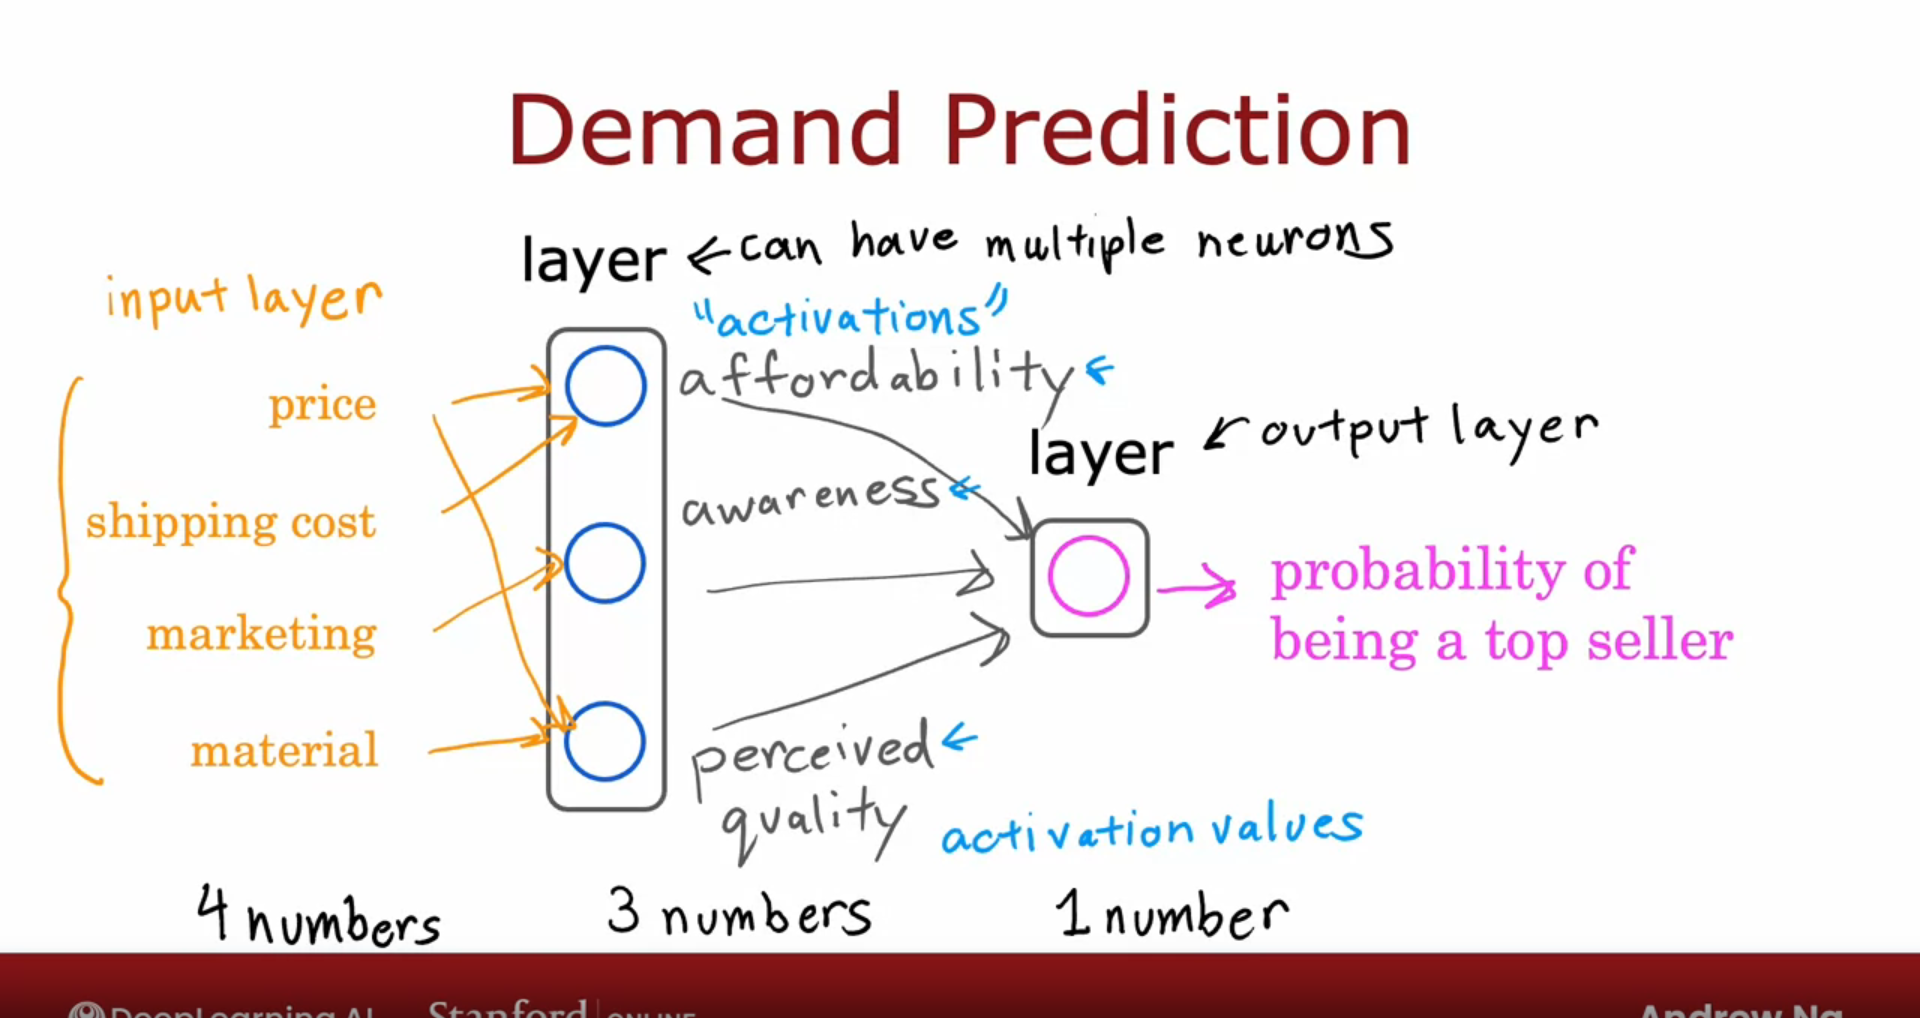 Demand Prediction
layer ← can have multiple neurons
input layer
"activations"
affordability ←
price
layer ← output layer
awareness ←
shipping cost
probability of
being a top seller
marketing
material
perceived ←
quality
activation values
4 numbers
3 numbers
1 number
DeepLearning.AI
Stanford | ONLINE
Andrew Ng